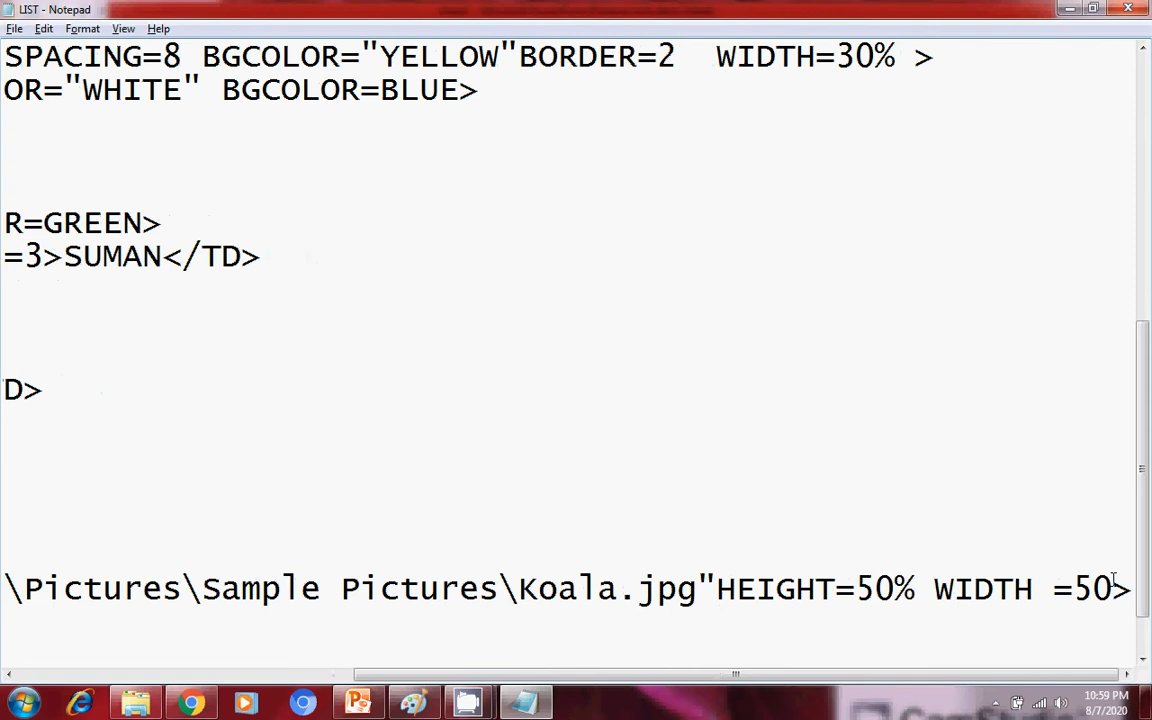 LIST - Notepad
File Edit Format View Help
SPACING=8 BGCOLOR="YELLOW"BORDER=2  WIDTH=30% >
OR="WHITE" BGCOLOR=BLUE>
R=GREEN>
=3>SUMAN</TD>
D>
\Pictures\Sample Pictures\Koala.jpg"HEIGHT=50% WIDTH =50>
10:59 PM
8/7/2020